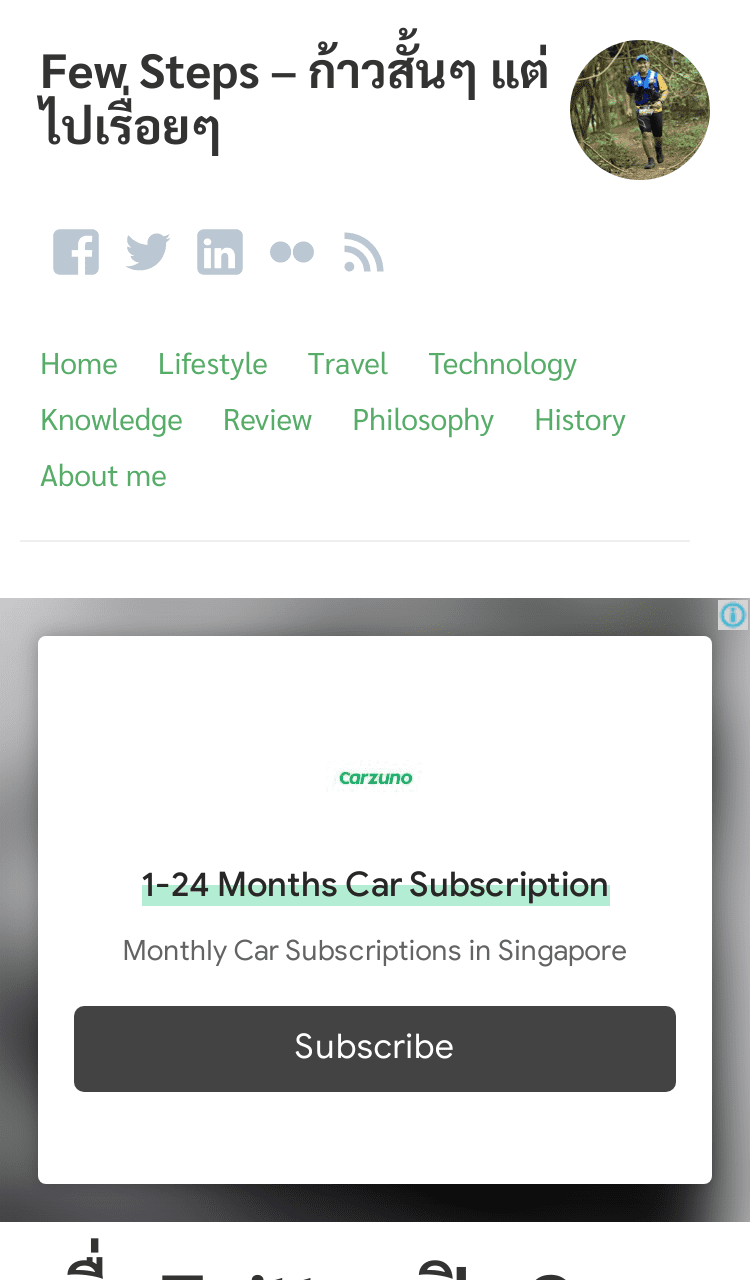 Few Steps – ก้าวสั้นๆ แต่
ไปเรื่อยๆ
Home Lifestyle Travel Technology
Knowledge Review Philosophy History
About me
Carzuno
1-24 Months Car Subscription
Monthly Car Subscriptions in Singapore
Subscribe